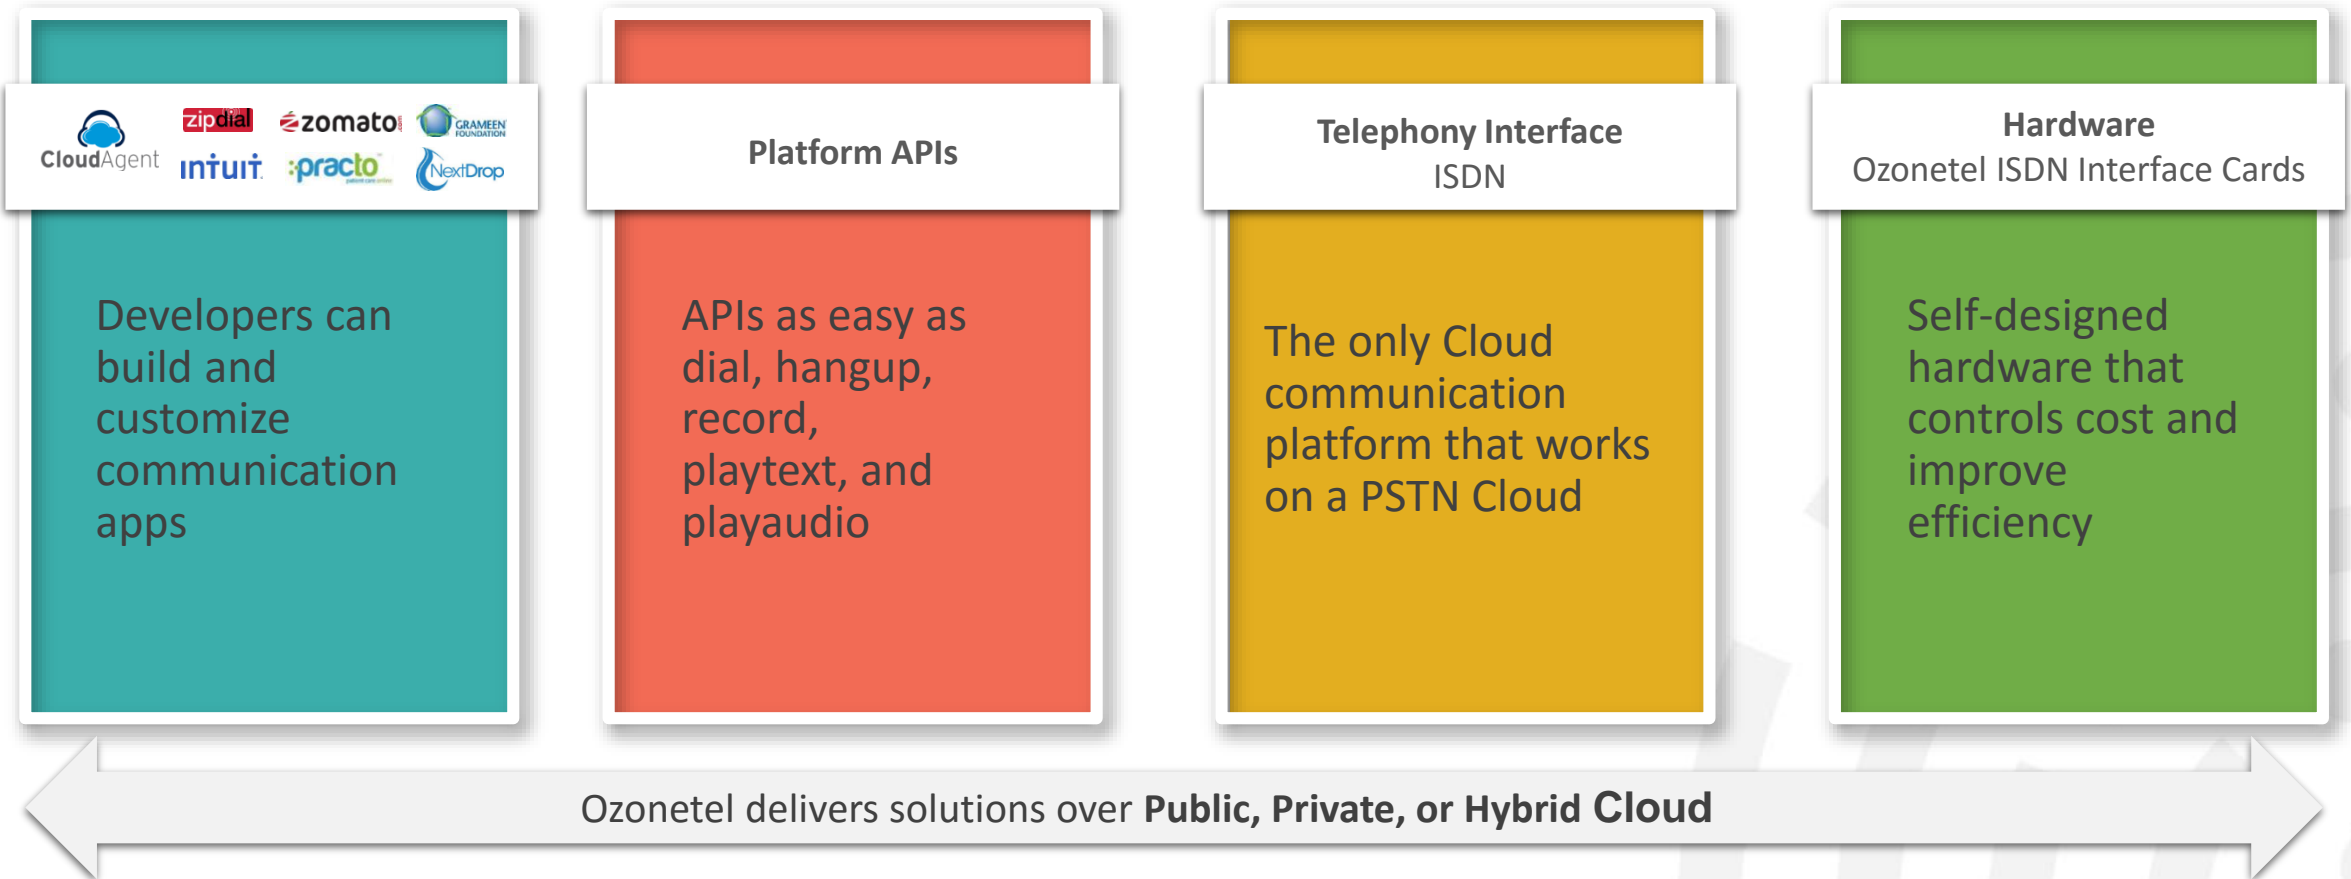 CloudAgent
zipdial
zomato
GRAMEEN
FOUNDATION
intuit
practo
NextDrop
Developers can
build and
customize
communication
apps
Platform APIs
APIs as easy as
dial, hangup,
record,
playtext, and
playaudio
Telephony Interface
ISDN
The only Cloud
communication
platform that works
on a PSTN Cloud
Hardware
Ozonetel ISDN Interface Cards
Self-designed
hardware that
controls cost and
improve
efficiency
Ozonetel delivers solutions over Public, Private, or Hybrid Cloud